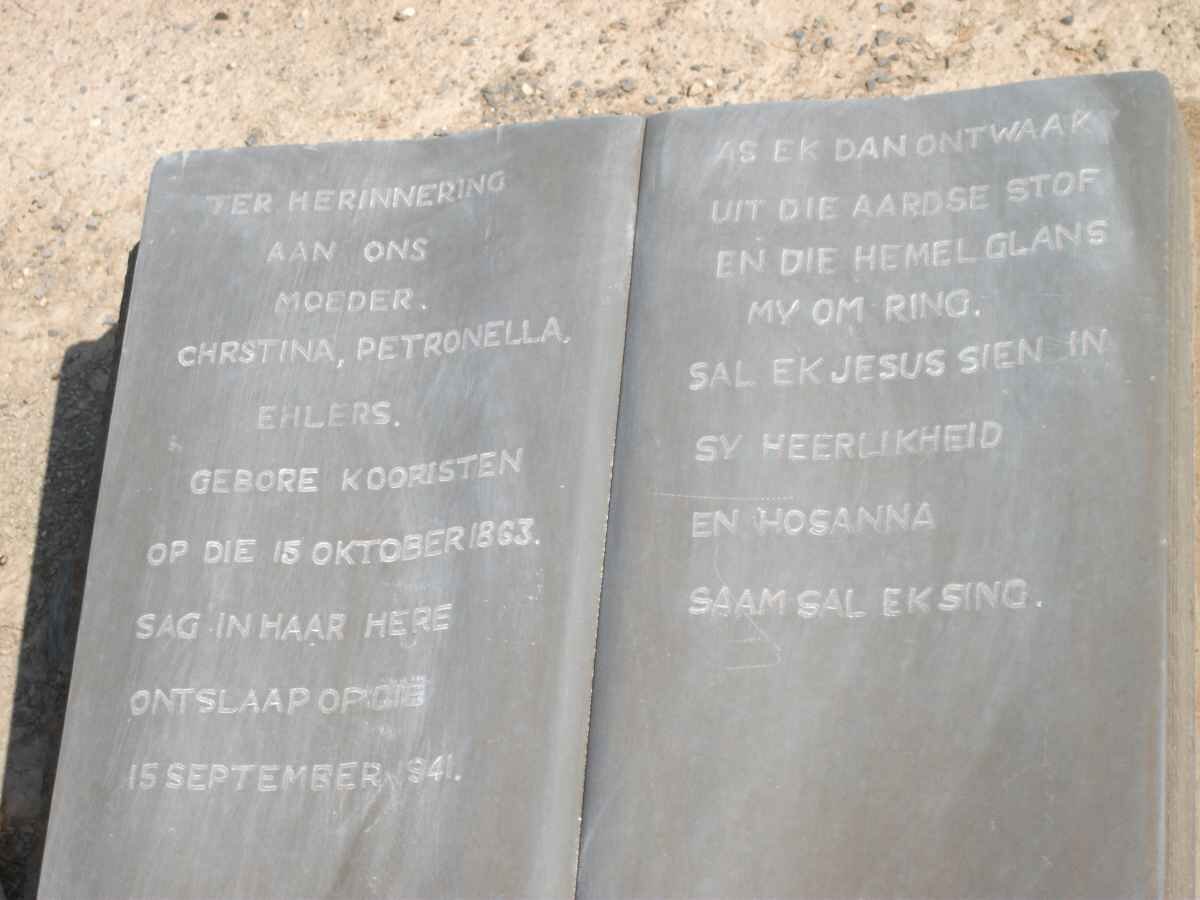 TER HERINNERING
AAN ONS
MOEDER.
CHRSTINA, PETRONELLA,
EHLERS.
GEBORE KOORISTEN
OP DIE 15 OKTOBER 1863.
SAG IN HAAR HERE
ONTSLAAP OP DIE
15 SEPTEMBER 1941.
AS EK DAN ONTWAAK
UIT DIE AARDSE STOF
EN DIE HEMELGLANS
MY OM RING.
SAL EK JESUS SIEN IN
SY HEERLIKHEID
EN HOSANNA
SAAM SAL EK SING.